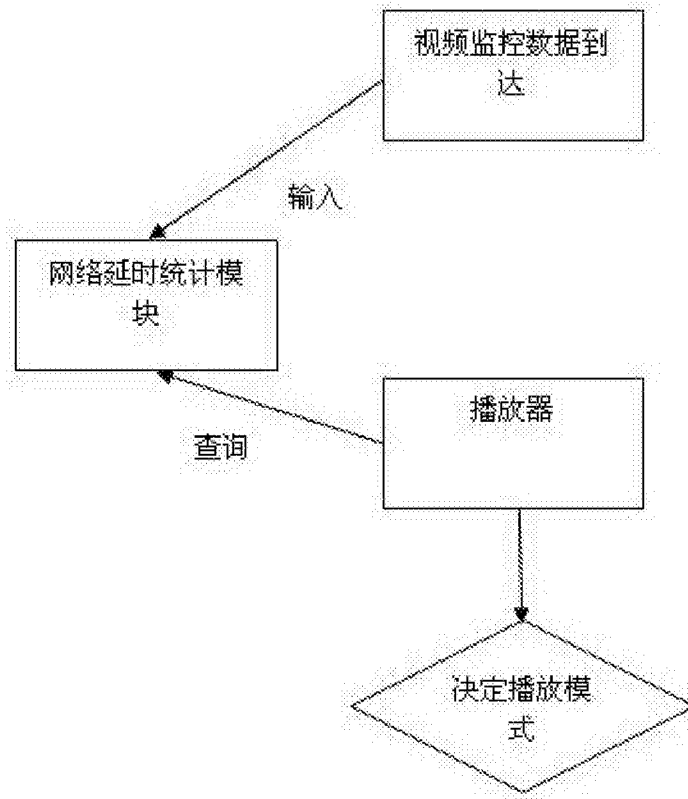 视频监控数据到
达
输入
网络延时统计模
块
播放器
查询
决定播放模
式